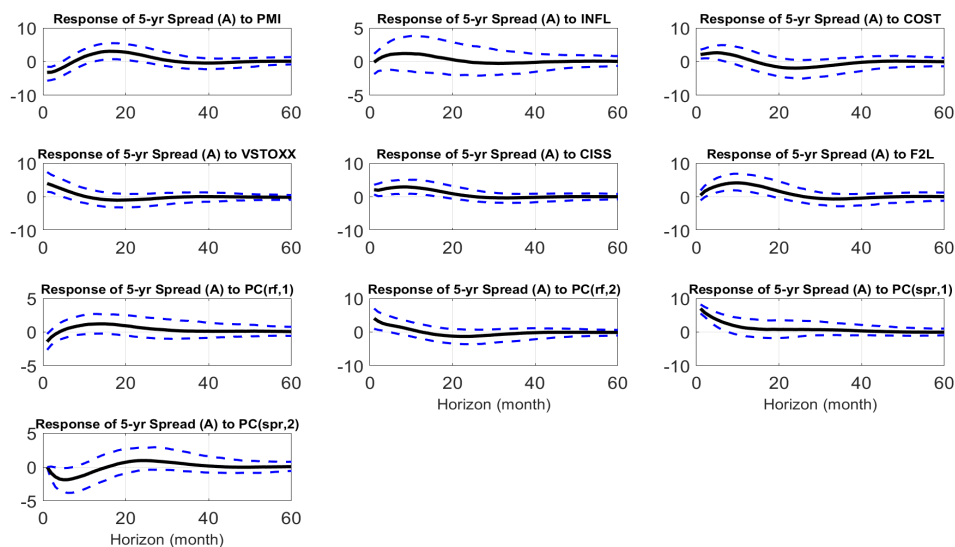 Response of 5-yr Spread (A) to PMI
10
0
-10
0 20 40 60
Response of 5-yr Spread (A) to INFL
5
0
-5
0 20 40 60
Response of 5-yr Spread (A) to COST
10
0
-10
0 20 40 60
Response of 5-yr Spread (A) to VSTOXX
10
0
-10
0 20 40 60
Response of 5-yr Spread (A) to CISS
10
0
-10
0 20 40 60
Response of 5-yr Spread (A) to F2L
10
0
-10
0 20 40 60
Response of 5-yr Spread (A) to PC(rf,1)
5
0
-5
0 20 40 60
Response of 5-yr Spread (A) to PC(rf,2)
10
0
-10
0 20 40 60
Horizon (month)
Response of 5-yr Spread (A) to PC(spr,1)
10
0
-10
0 20 40 60
Horizon (month)
Response of 5-yr Spread (A) to PC(spr,2)
5
0
-5
0 20 40 60
Horizon (month)